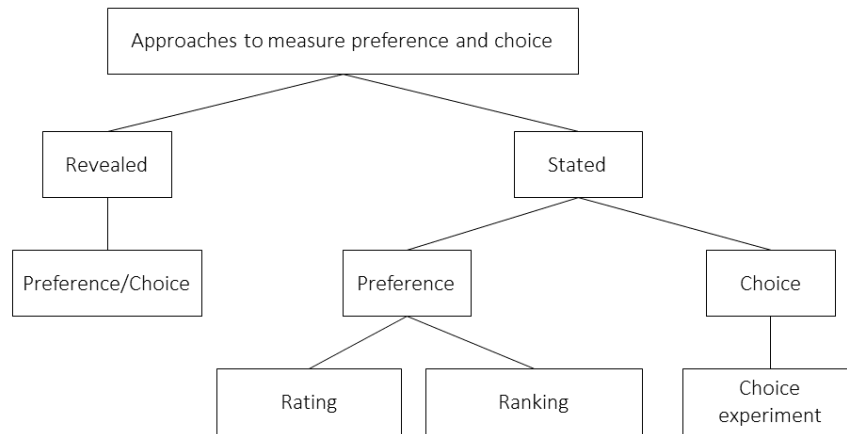 Approaches to measure preference and choice
Revealed
Stated
Preference/Choice
Preference
Choice
Rating
Ranking
Choice
experiment